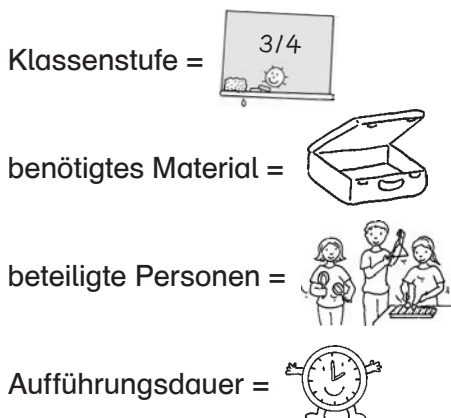 Klassenstufe =
3/4
benötigtes Material =
beteiligte Personen =
Aufführungsdauer =